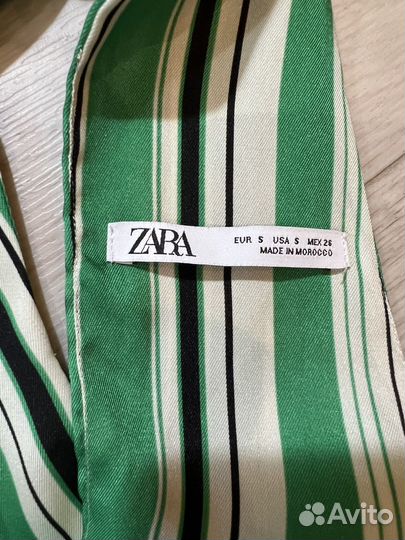 ZARA
EUR S USA S MEX 26
MADE IN MOROCCO
Avito